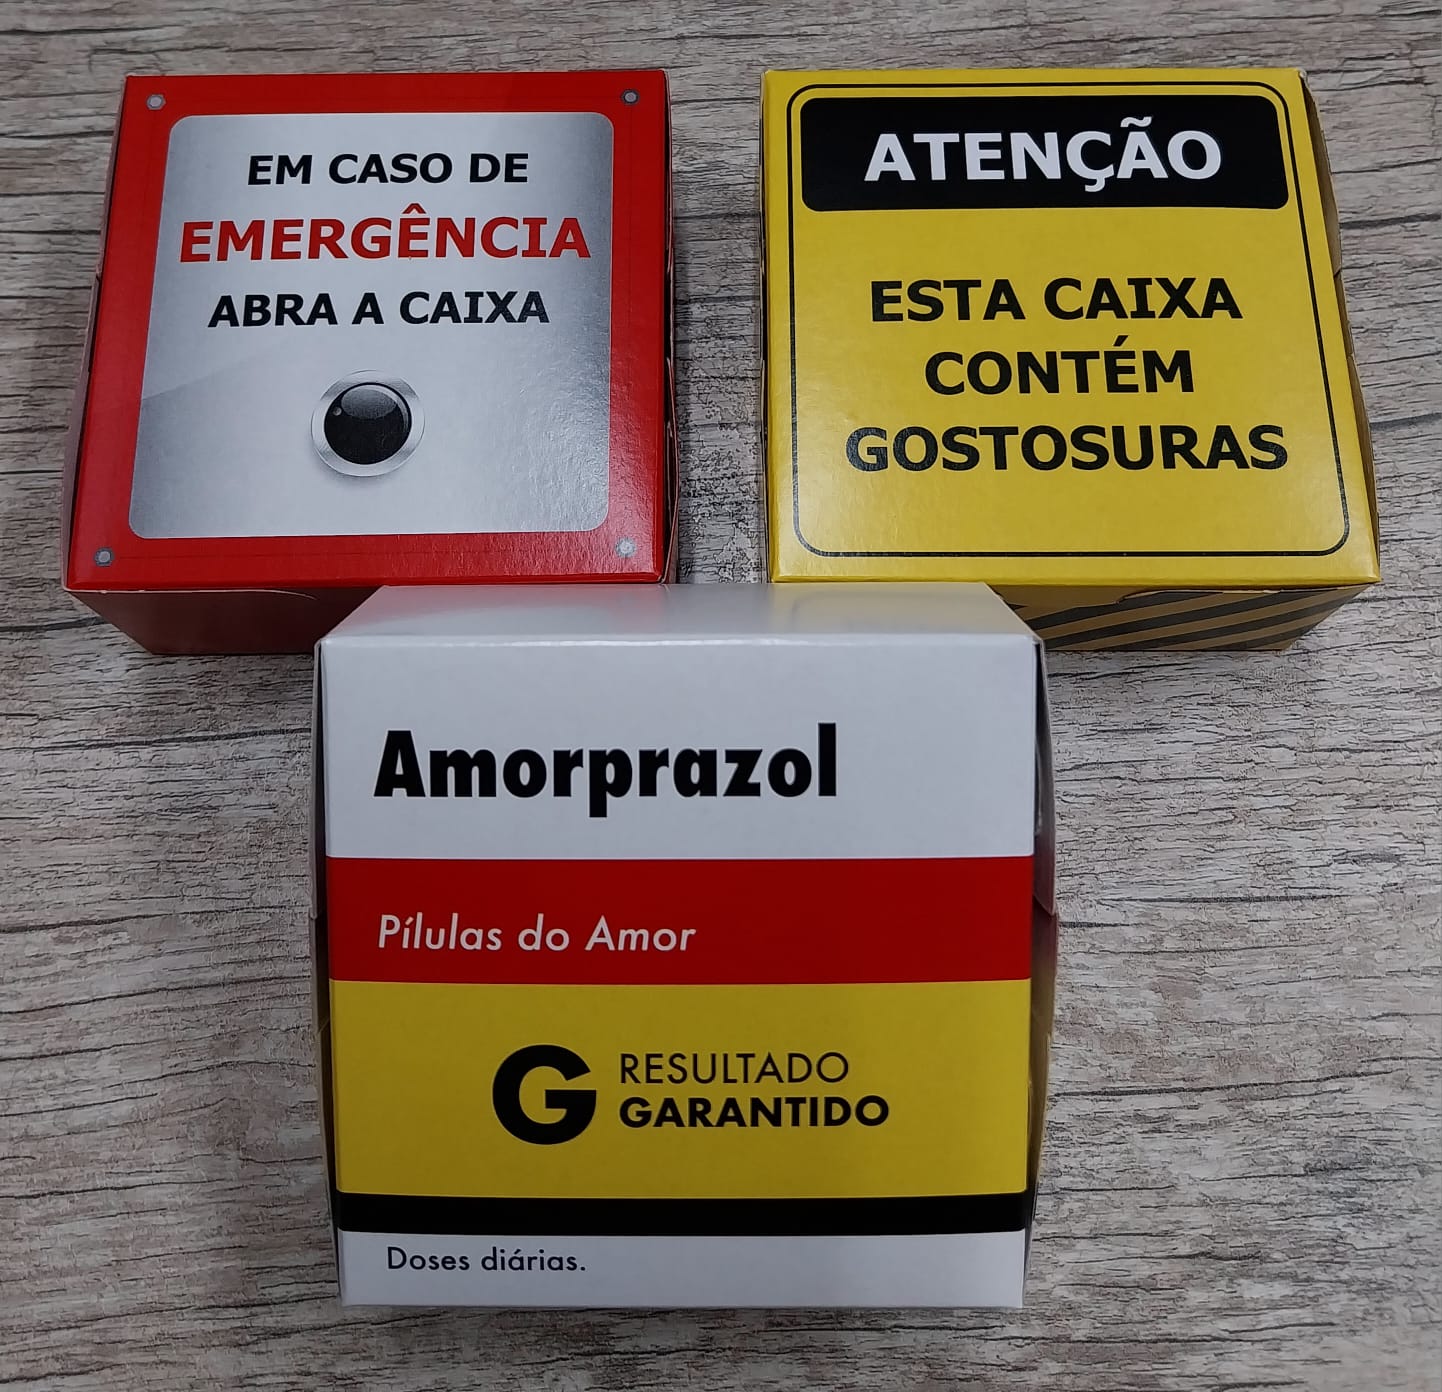 EM CASO DE
EMERGÊNCIA
ABRA A CAIXA
ATENÇÃO
ESTA CAIXA
CONTÉM
GOSTOSURAS
Amorprazol
Pílulas do Amor
G RESULTADO
GARANTIDO
Doses diárias.